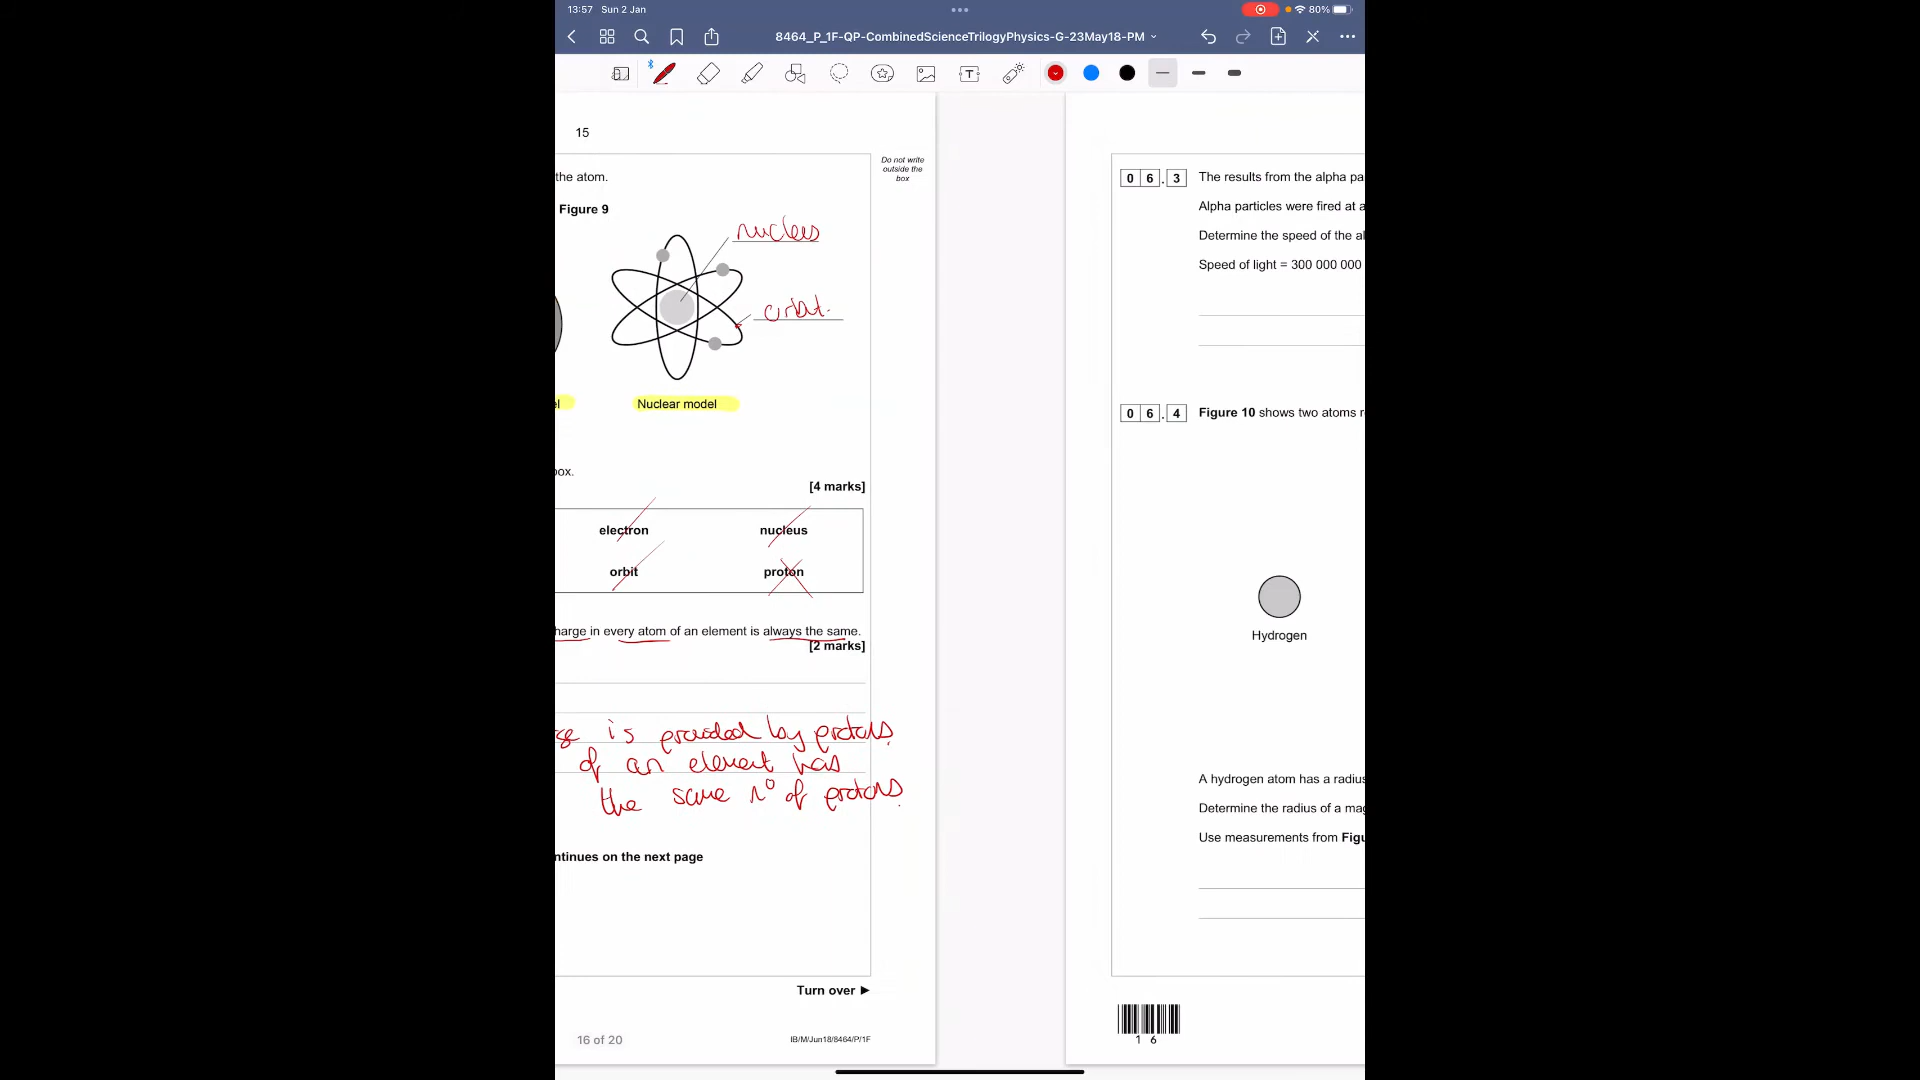 13:57 Sun 2 Jan
80%
8464_P_1F-QP-CombinedScienceTrilogyPhysics-G-23May18-PM
T
15
Do not write
outside the
box
the atom.
Figure 9
nucleus
orbit.
el
Nuclear model
box.
[4 marks]
electron
nucleus
orbit
proton
harge in every atom of an element is always the same.
[2 marks]
ge is provided by protons.
of an element has
the same nº of protons.
ntinues on the next page
Turn over ►
16 of 20
IB/M/Jun18/8464/P/1F
0 6 . 3 The results from the alpha pa
Alpha particles were fired at a
Determine the speed of the al
Speed of light = 300 000 000
0 6 . 4 Figure 10 shows two atoms r
Hydrogen
A hydrogen atom has a radius
Determine the radius of a mag
Use measurements from Figu
1 6